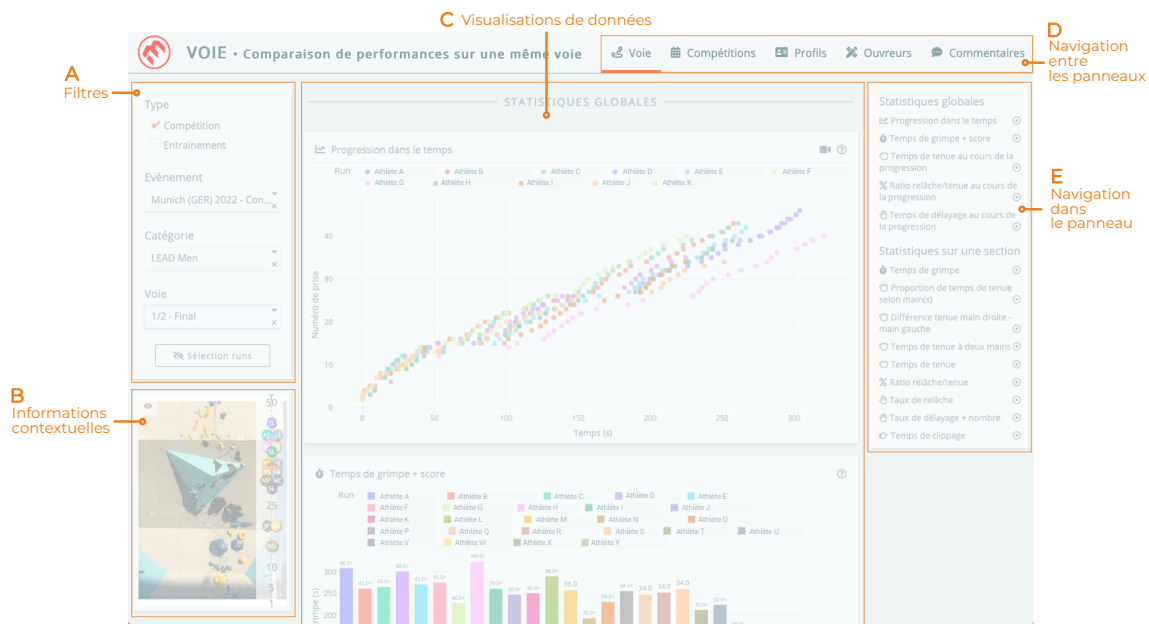 C Visualisations de données
D
Navigation
entre
les panneaux
VOIE • Comparaison de performances sur une même voie
Voie
Compétitions
Profils
Ouvreurs
Commentaires
A
Filtres
Type
Compétition
Entrainement
Evènement
Munich (GER) 2022 - Con...
Catégorie
LEAD Men
Voie
1/2 - Final
Sélection runs
B
Informations
contextuelles
50
25
10
5
1
STATISTIQUES GLOBALES
Progression dans le temps
Run
Athlète A
Athlète B
Athlète C
Athlète D
Athlète E
Athlète F
Athlète G
Athlète H
Athlète I
Athlète J
Athlète K
Numéro de prise
40
30
20
10
0
0
50
100
150
200
250
300
Temps (s)
Temps de grimpe + score
Run
Athlète A
Athlète B
Athlète C
Athlète D
Athlète E
Athlète F
Athlète G
Athlète H
Athlète I
Athlète J
Athlète K
Athlète L
Athlète M
Athlète N
Athlète O
Athlète P
Athlète Q
Athlète R
Athlète S
Athlète T
Athlète U
Athlète V
Athlète W
Athlète X
Athlète Y
grimpe (s)
300
250
200
36.0
34.0
34.0
34.0
34.0
Statistiques globales
Progression dans le temps
Temps de grimpe + score
Temps de tenue au cours de la
progression
Ratio relâche/tenue au cours de
la progression
Temps de délayage au cours de
la progression
Statistiques sur une section
Temps de grimpe
Proportion de temps de tenue
selon main(s)
Différence tenue main droite -
main gauche
Temps de tenue à deux mains
Temps de tenue
Ratio relâche/tenue
Taux de relâche
Taux de délayage + nombre
Temps de clippage
E
Navigation
dans
le panneau